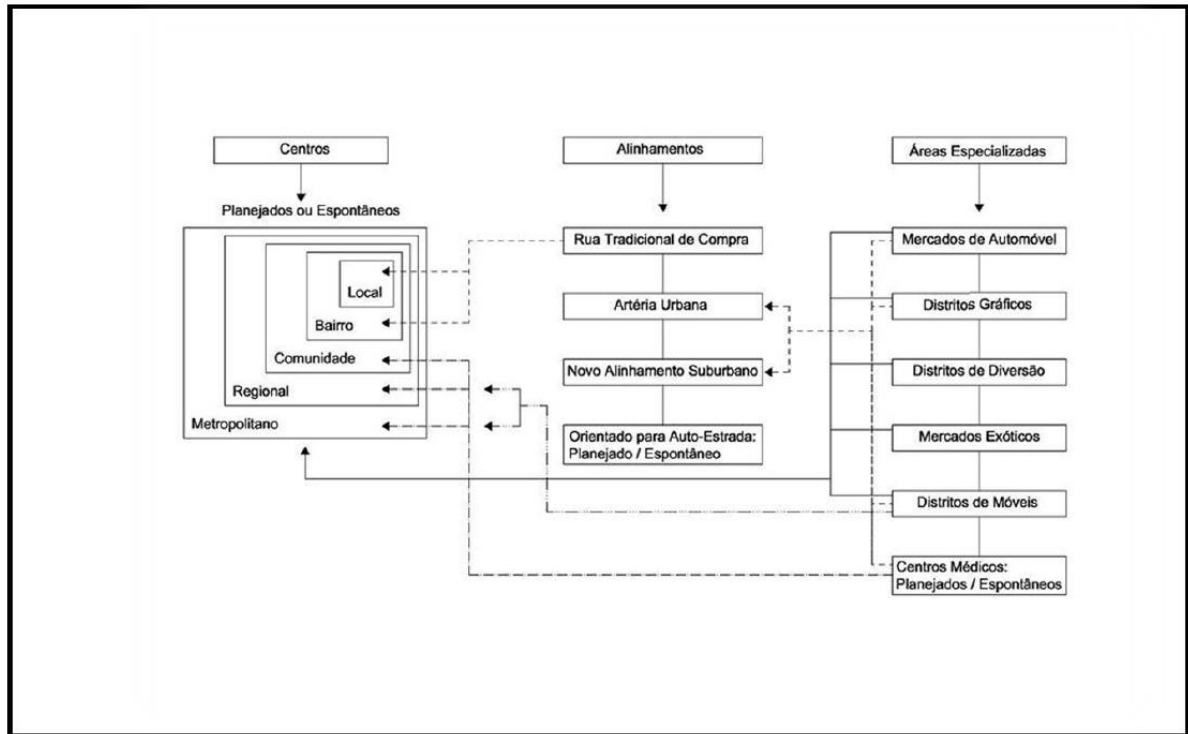 Centros
Planejados ou Espontâneos
Local
Bairro
Comunidade
Regional
Metropolitano
Alinhamentos
Rua Tradicional de Compra
Artéria Urbana
Novo Alinhamento Suburbano
Orientado para Auto-Estrada:
Planejado / Espontâneo
Áreas Especializadas
Mercados de Automóvel
Distritos Gráficos
Distritos de Diversão
Mercados Exóticos
Distritos de Móveis
Centros Médicos:
Planejados / Espontâneos